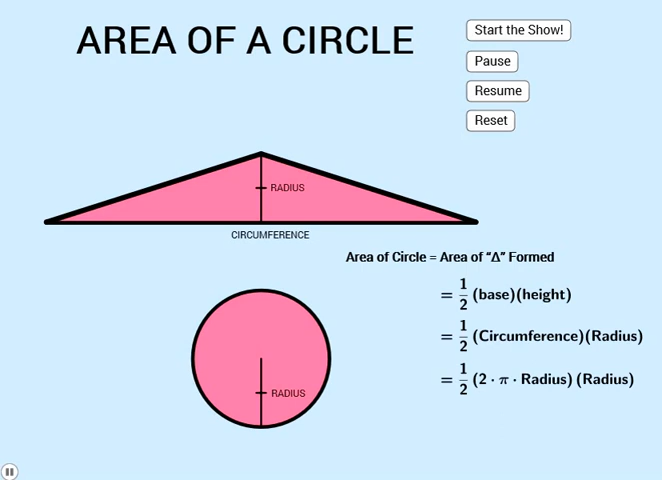 AREA OF A CIRCLE
Start the Show!
Pause
Resume
Reset
RADIUS
CIRCUMFERENCE
Area of Circle = Area of “Δ” Formed
= 1/2 (base)(height)
= 1/2 (Circumference)(Radius)
= 1/2 (2 · π · Radius) (Radius)
RADIUS